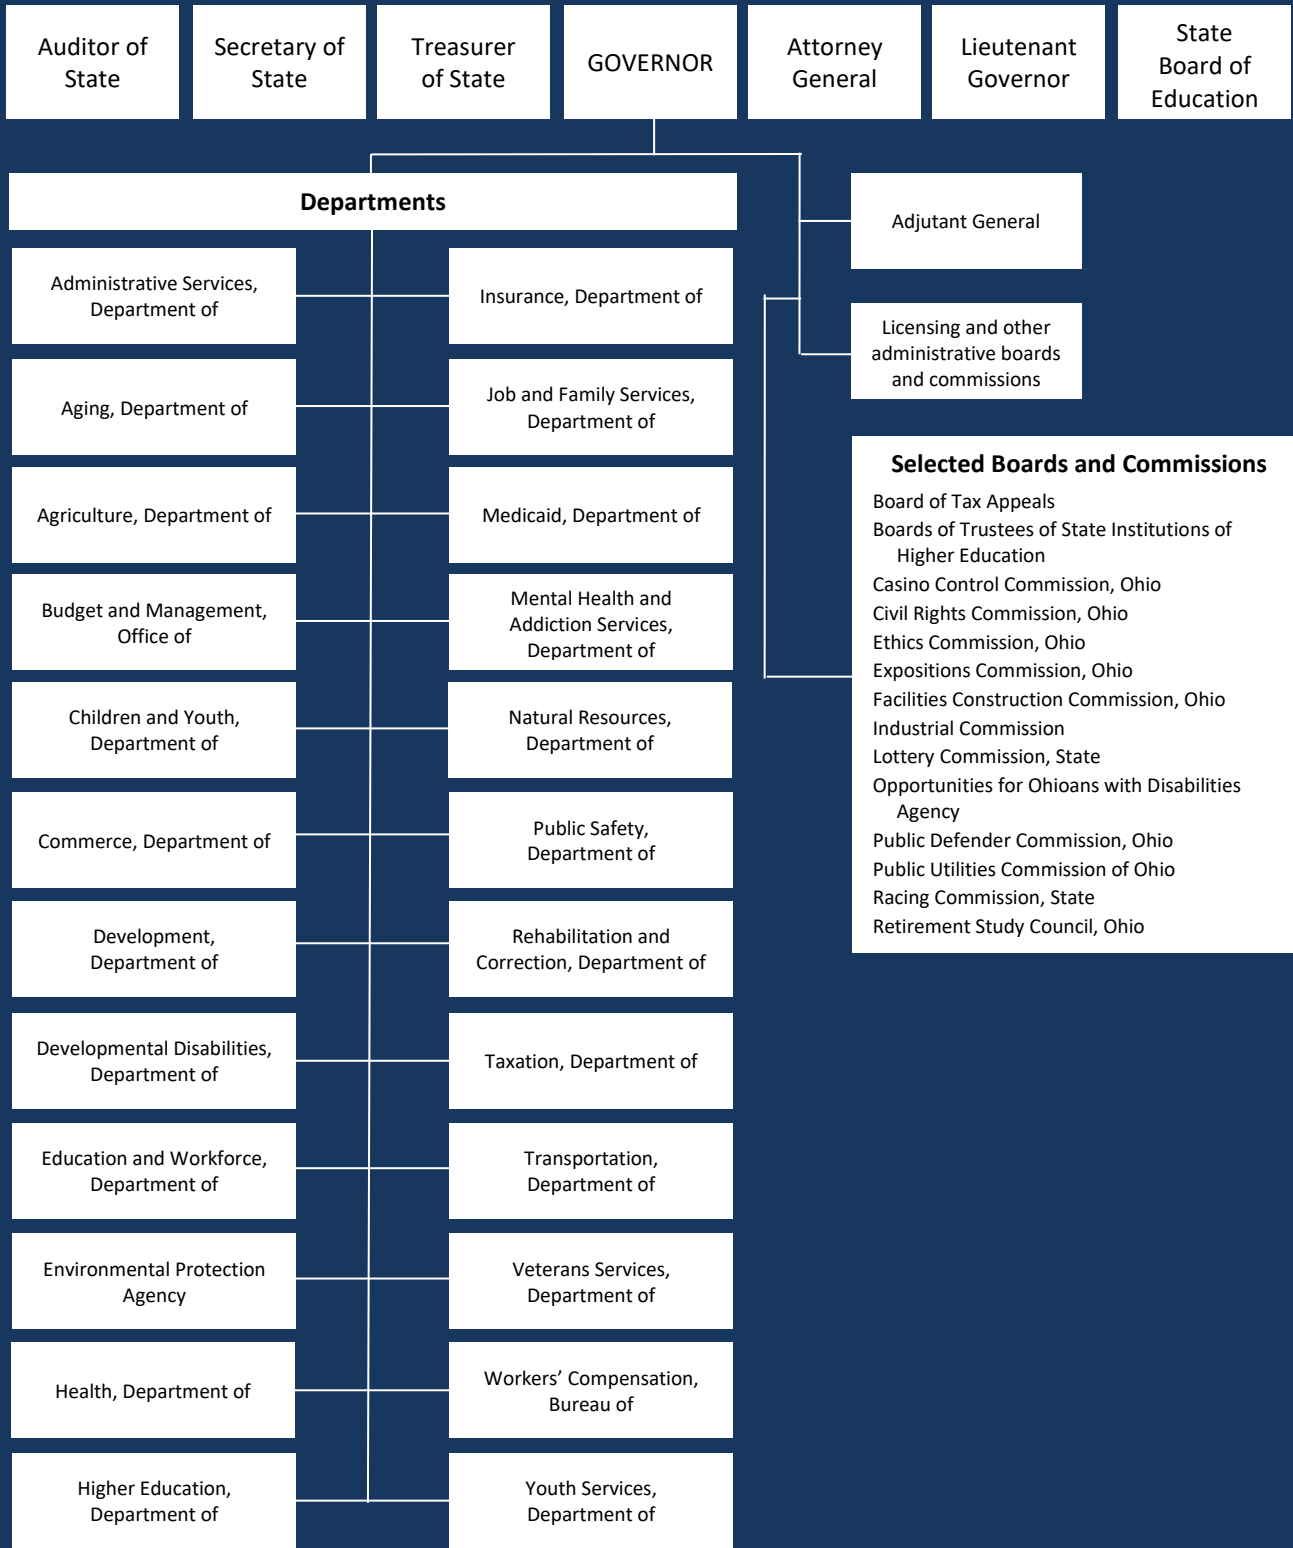 Auditor of
State
Secretary of
State
Treasurer
of State
GOVERNOR
Attorney
General
Lieutenant
Governor
State
Board of
Education
Departments
Administrative Services,
Department of
Aging, Department of
Agriculture, Department of
Budget and Management,
Office of
Children and Youth,
Department of
Commerce, Department of
Development,
Department of
Developmental Disabilities,
Department of
Education and Workforce,
Department of
Environmental Protection
Agency
Health, Department of
Higher Education,
Department of
Insurance, Department of
Job and Family Services,
Department of
Medicaid, Department of
Mental Health and
Addiction Services,
Department of
Natural Resources,
Department of
Public Safety,
Department of
Rehabilitation and
Correction, Department of
Taxation, Department of
Transportation,
Department of
Veterans Services,
Department of
Workers’ Compensation,
Bureau of
Youth Services,
Department of
Adjutant General
Licensing and other
administrative boards
and commissions
Selected Boards and Commissions
Board of Tax Appeals
Boards of Trustees of State Institutions of
Higher Education
Casino Control Commission, Ohio
Civil Rights Commission, Ohio
Ethics Commission, Ohio
Expositions Commission, Ohio
Facilities Construction Commission, Ohio
Industrial Commission
Lottery Commission, State
Opportunities for Ohioans with Disabilities
Agency
Public Defender Commission, Ohio
Public Utilities Commission of Ohio
Racing Commission, State
Retirement Study Council, Ohio